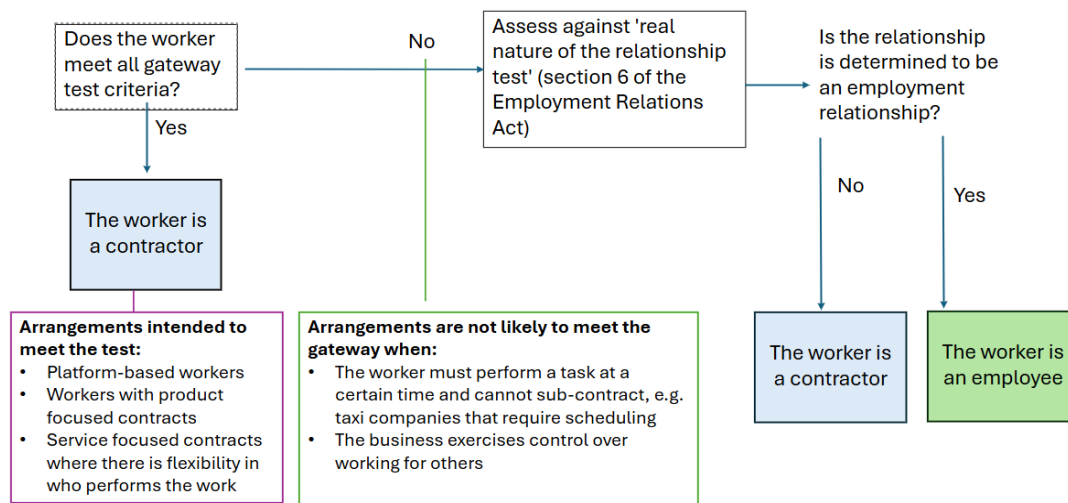 Does the worker
meet all gateway
test criteria?
No
Assess against 'real
nature of the relationship
test' (section 6 of the
Employment Relations
Act)
Is the relationship
is determined to be
an employment
relationship?
Yes
The worker is
a contractor
No
Yes
The worker is
a contractor
The worker is
an employee
Arrangements intended to
meet the test:
• Platform-based workers
• Workers with product
focused contracts
• Service focused contracts
where there is flexibility in
who performs the work
Arrangements are not likely to meet the
gateway when:
• The worker must perform a task at a
certain time and cannot sub-contract, e.g.
taxi companies that require scheduling
• The business exercises control over
working for others